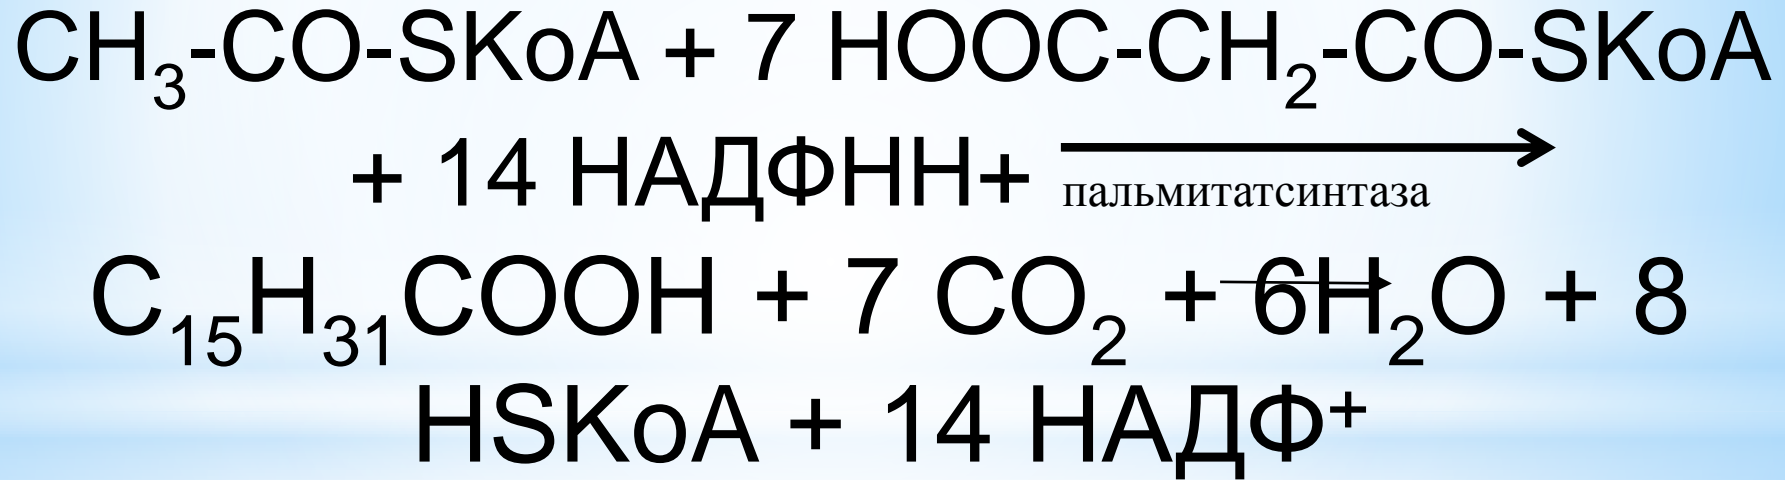 CH₃-CO-SKoA + 7 HOOC-CH₂-CO-SKoA
+ 14 НАДФНН+
пальмитатсинтаза
C₁₅H₃₁COOH + 7 CO₂ + 6H₂O + 8
HSKoA + 14 НАДФ⁺